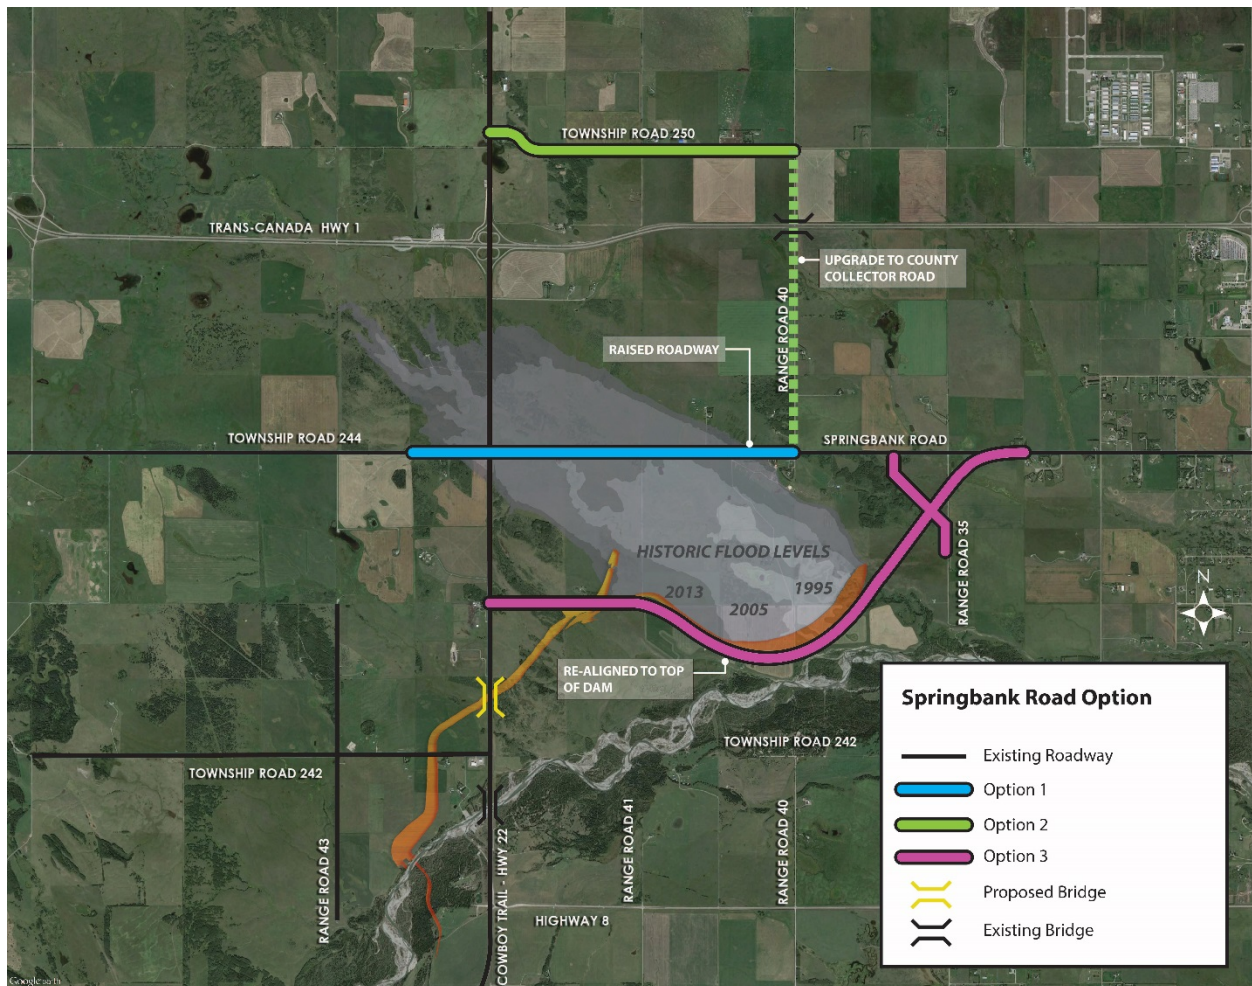 TOWNSHIP ROAD 250
TRANS-CANADA HWY 1
UPGRADE TO COUNTY
COLLECTOR ROAD
RANGE ROAD 40
RAISED ROADWAY
TOWNSHIP ROAD 244
SPRINGBANK ROAD
HISTORIC FLOOD LEVELS
2013
2005
1995
RANGE ROAD 35
N
RE-ALIGNED TO TOP
OF DAM
TOWNSHIP ROAD 242
TOWNSHIP ROAD 242
RANGE ROAD 43
COWBOY TRAIL - HWY 22
RANGE ROAD 41
RANGE ROAD 40
HIGHWAY 8
Springbank Road Option
Existing Roadway
Option 1
Option 2
Option 3
Proposed Bridge
Existing Bridge
Google earth